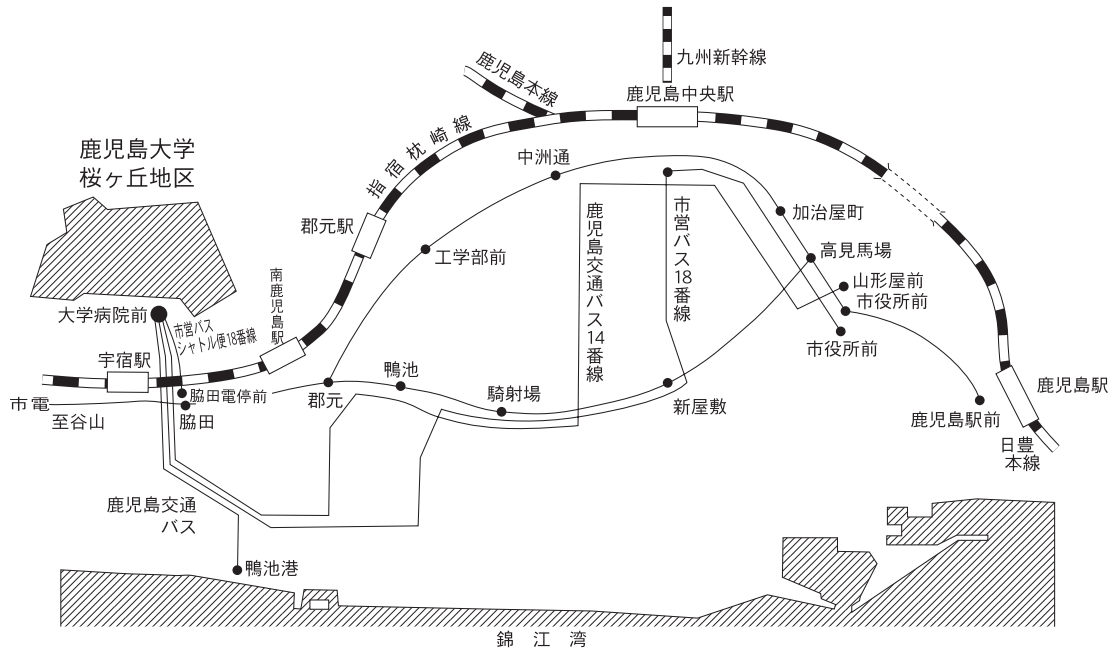 九州新幹線
鹿児島本線
鹿児島中央駅
指宿枕崎線
鹿児島大学
桜ヶ丘地区
中洲通
郡元駅
工学部前
加治屋町
高見馬場
山形屋前
市役所前
市役所前
鹿児島交通バス14番線
市営バス18番線
南鹿児島駅
大学病院前
市営バス
シャトル便18番線
宇宿駅
脇田電停前
脇田
市電
至谷山
郡元
鴨池
騎射場
新屋敷
鹿児島駅
鹿児島駅前
日豊
本線
鹿児島交通
バス
鴨池港
錦江湾